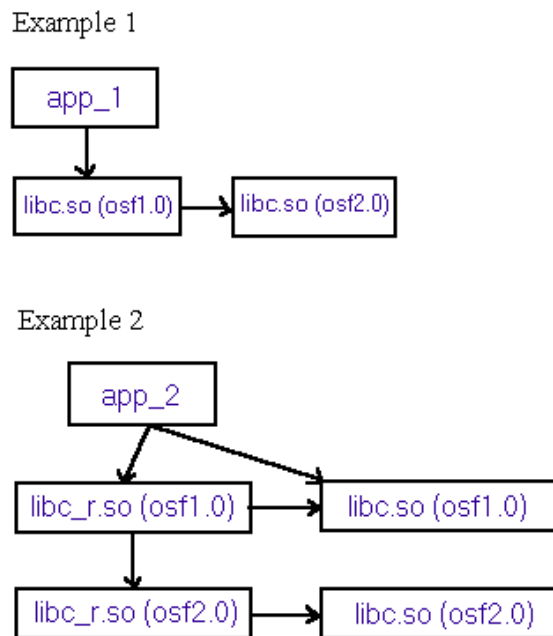 Example 1
app_1
libc.so (osf1.0) libc.so (osf2.0)
Example 2
app_2
libc_r.so (osf1.0) libc.so (osf1.0)
libc_r.so (osf2.0) libc.so (osf2.0)